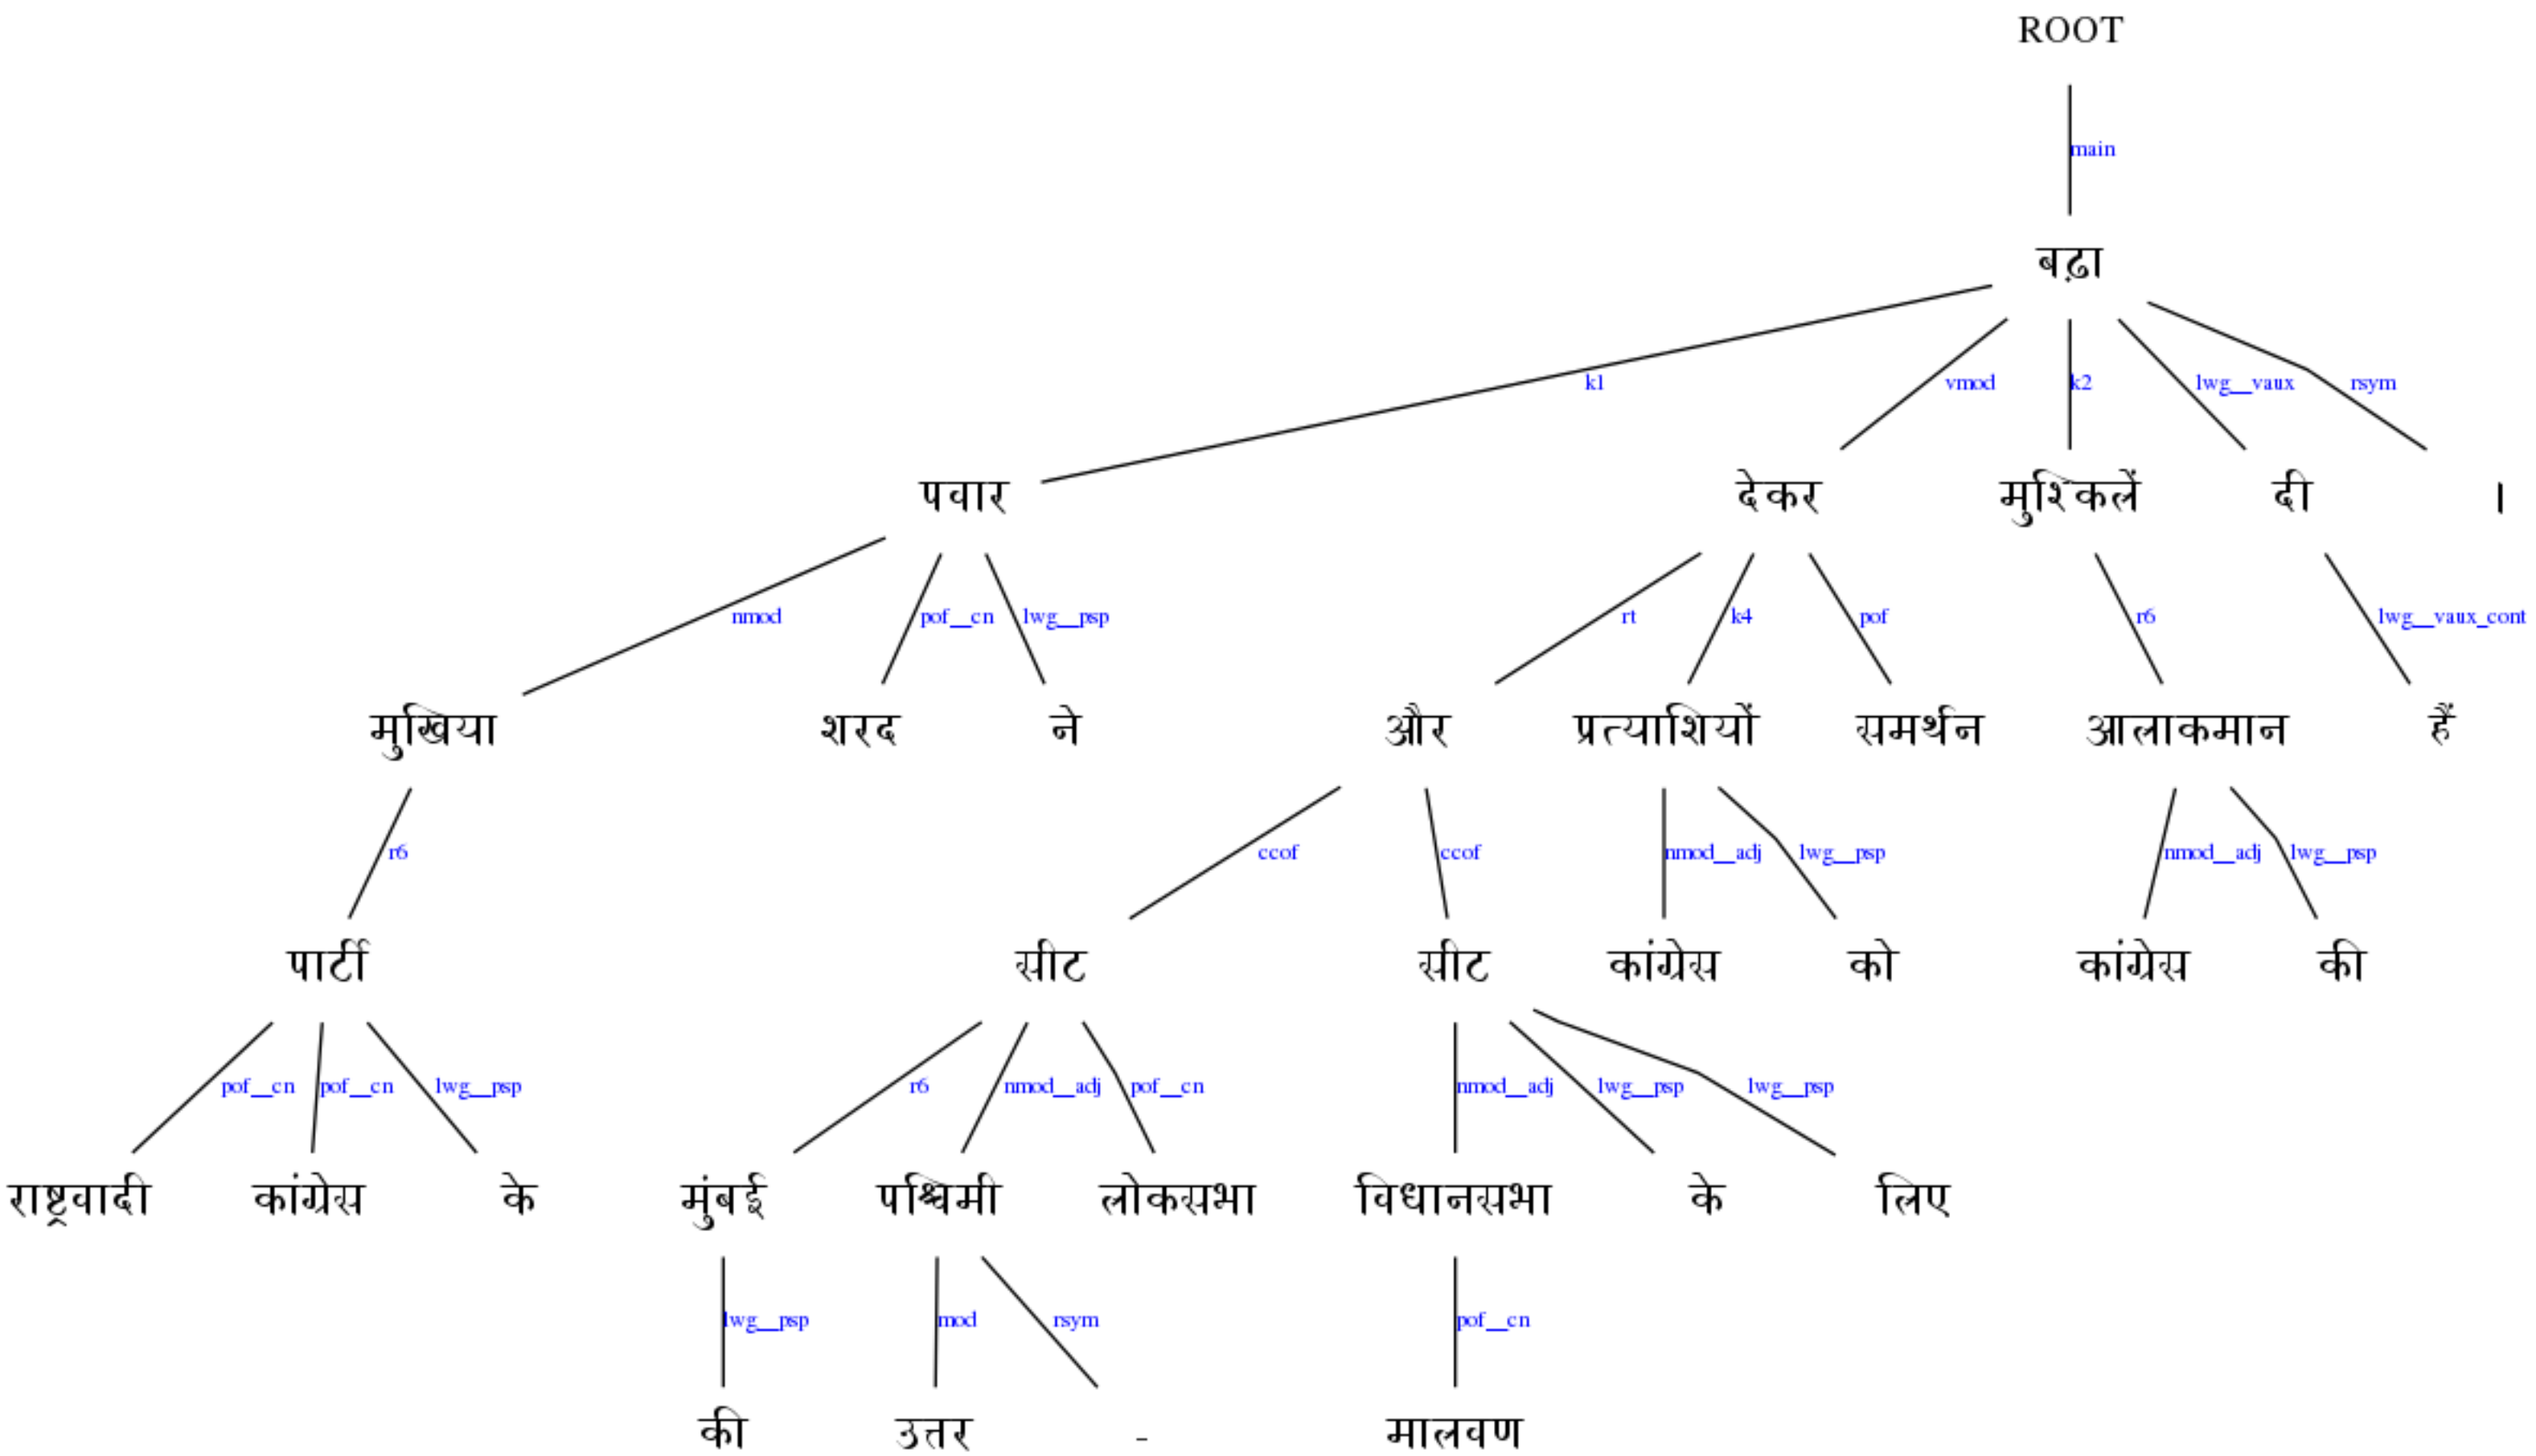 ROOT
main
बढ़ा
k1 vmod k2 lwg__vaux rsym
पवार देकर मुश्किलें दी ।
nmod pof__cn lwg__psp rt k4 pof r6 lwg__vaux_cont
मुखिया शरद ने और प्रत्याशियों समर्थन आलाकमान हैं
r6 ccof ccof nmod__adj lwg__psp nmod__adj lwg__psp
पार्टी सीट सीट कांग्रेस को कांग्रेस की
pof__cn pof__cn lwg__psp r6 nmod__adj pof__cn nmod__adj lwg__psp lwg__psp
राष्ट्रवादी कांग्रेस के मुंबई पश्चिमी लोकसभा विधानसभा के लिए
lwg__psp mod rsym pof__cn
की उत्तर - मालवण